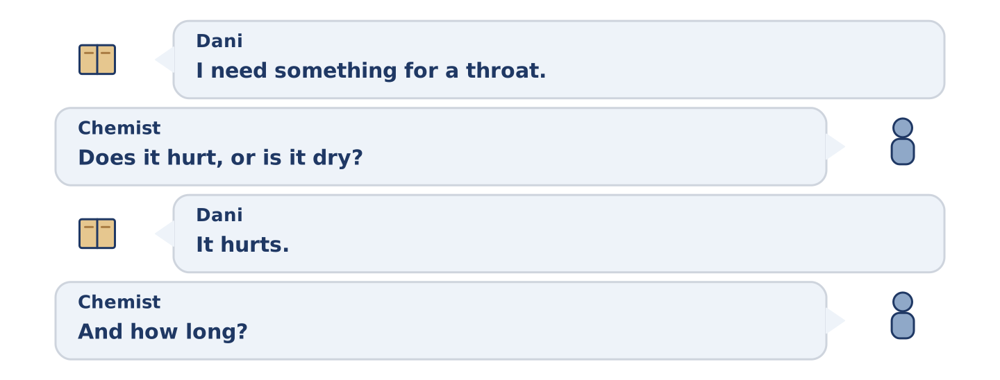 Dani
I need something for a throat.
Chemist
Does it hurt, or is it dry?
Dani
It hurts.
Chemist
And how long?